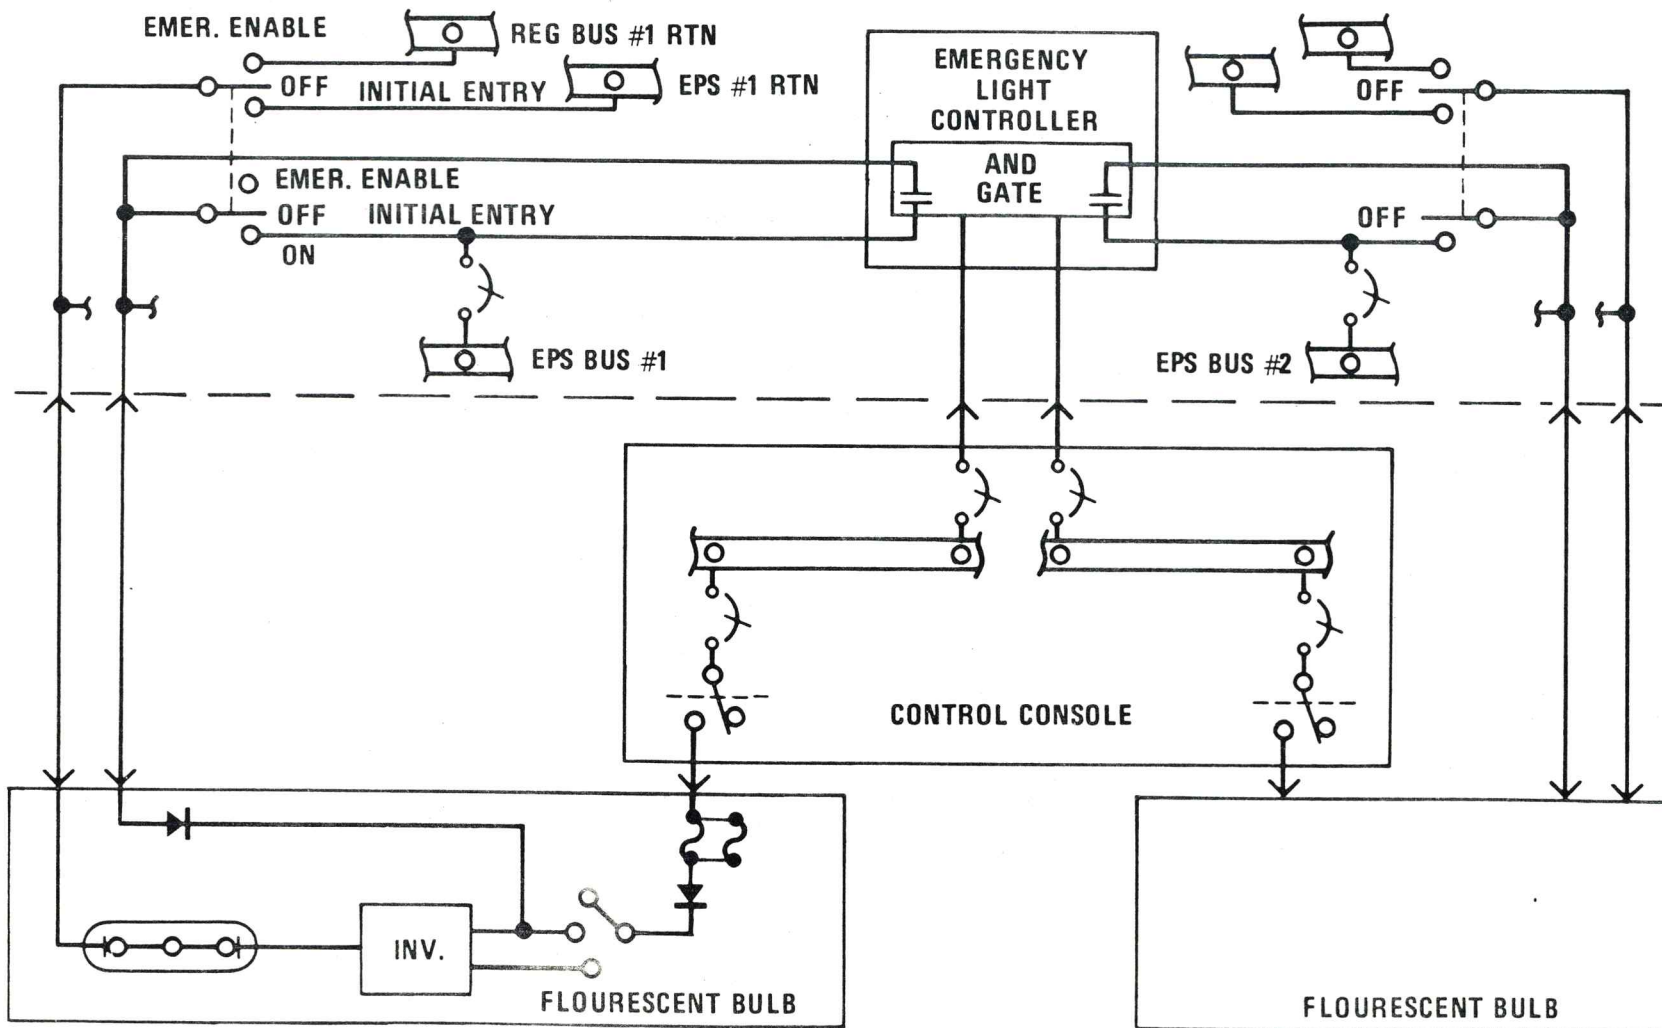 EMER. ENABLE
REG BUS #1 RTN
OFF INITIAL ENTRY
EPS #1 RTN
EMERGENCY
LIGHT
CONTROLLER
OFF
AND
GATE
EMER. ENABLE
OFF INITIAL ENTRY
ON
OFF
EPS BUS #1
EPS BUS #2
CONTROL CONSOLE
INV.
FLOURESCENT BULB
FLOURESCENT BULB